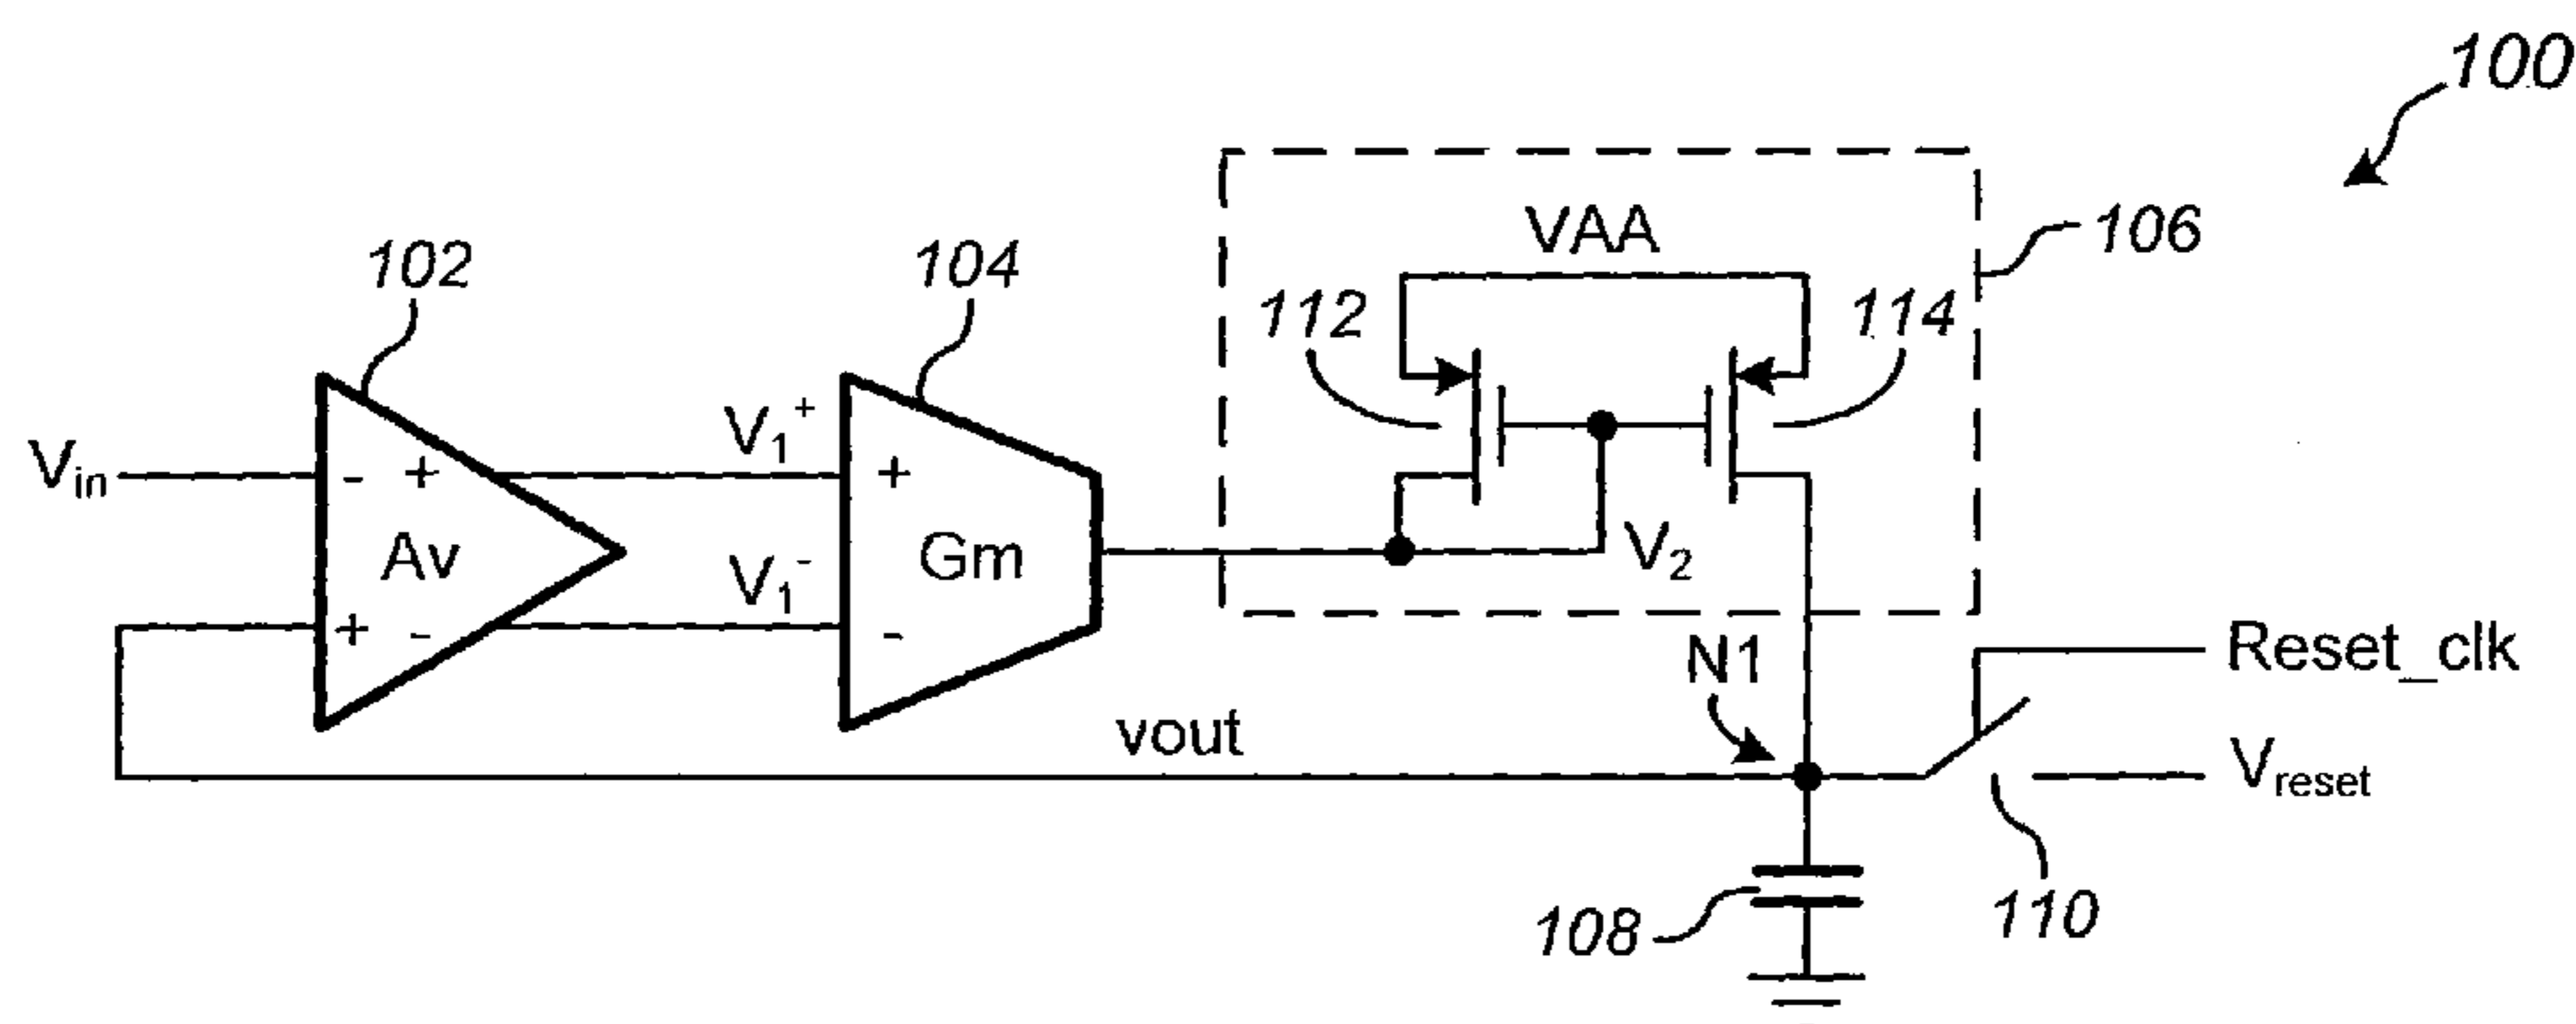 100
102
104
106
VAA
112
114
V1+
Vin
- +
+
Av
Gm
V1-
V2
+ -
-
N1
Reset_clk
vout
Vreset
108
110